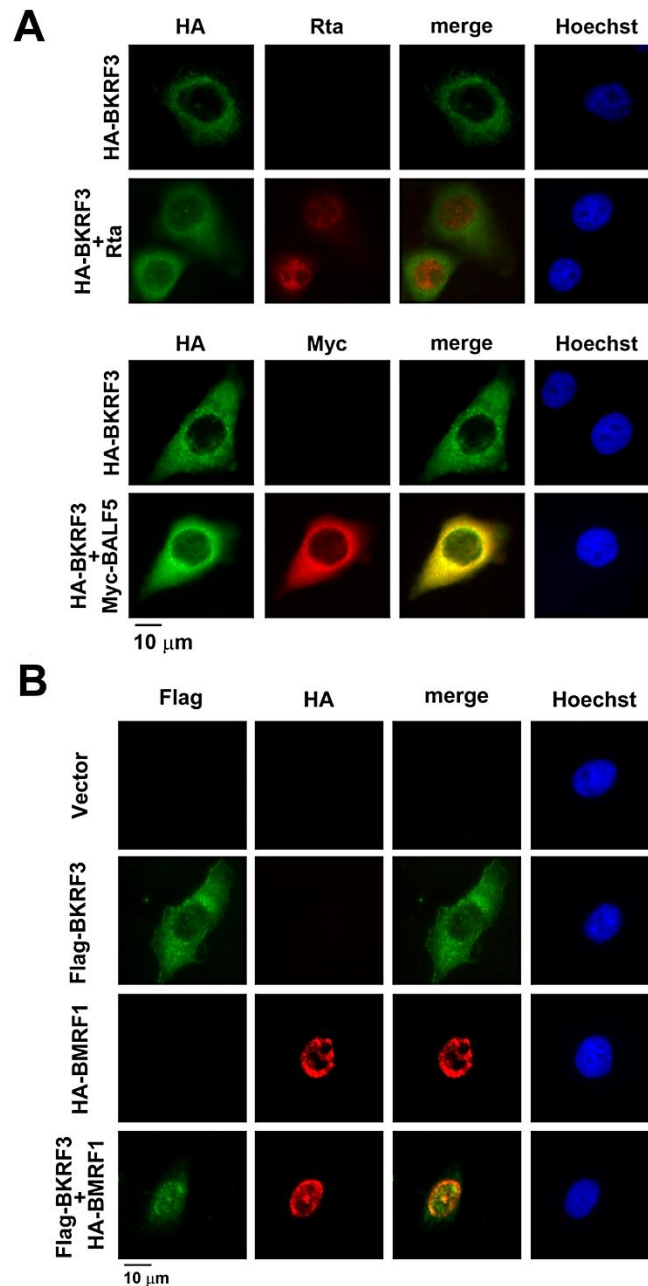 A
HA Rta merge Hoechst
HA-BKRF3
HA-BKRF3
+
Rta
HA Myc merge Hoechst
HA-BKRF3
HA-BKRF3
+
Myc-BALF5
10 μm
B
Flag HA merge Hoechst
Vector
Flag-BKRF3
HA-BMRF1
Flag-BKRF3
+
HA-BMRF1
10 μm